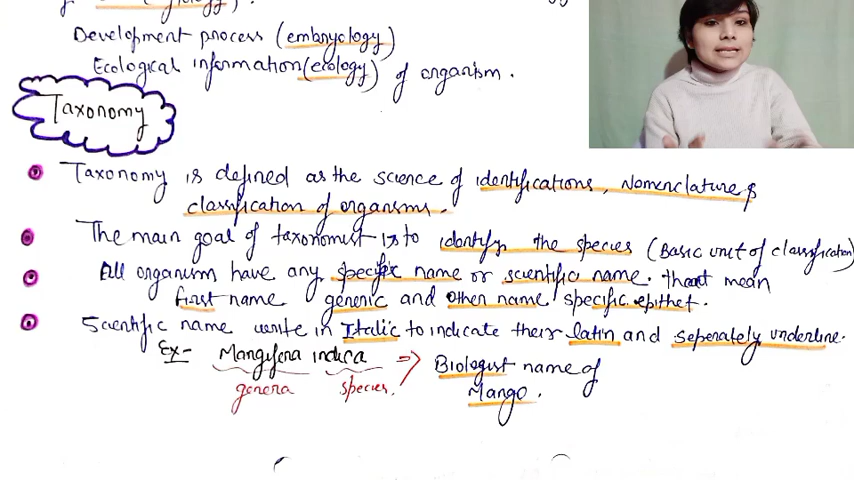 Development process (embryology)
Ecological information (ecology) of organism.
Taxonomy
Taxonomy is defined as the science of identifications, Nomenclature &
classification of organisms.
The main goal of taxonomist is to identify the species (Basic unit of classification)
All organism have any specific name or scientific name. that mean
first name generic and other name specific epithet.
Scientific name write in Italic to indicate their latin and seperately underline.
Ex- Mangifera indica => Biologist name of
genera species. Mango.